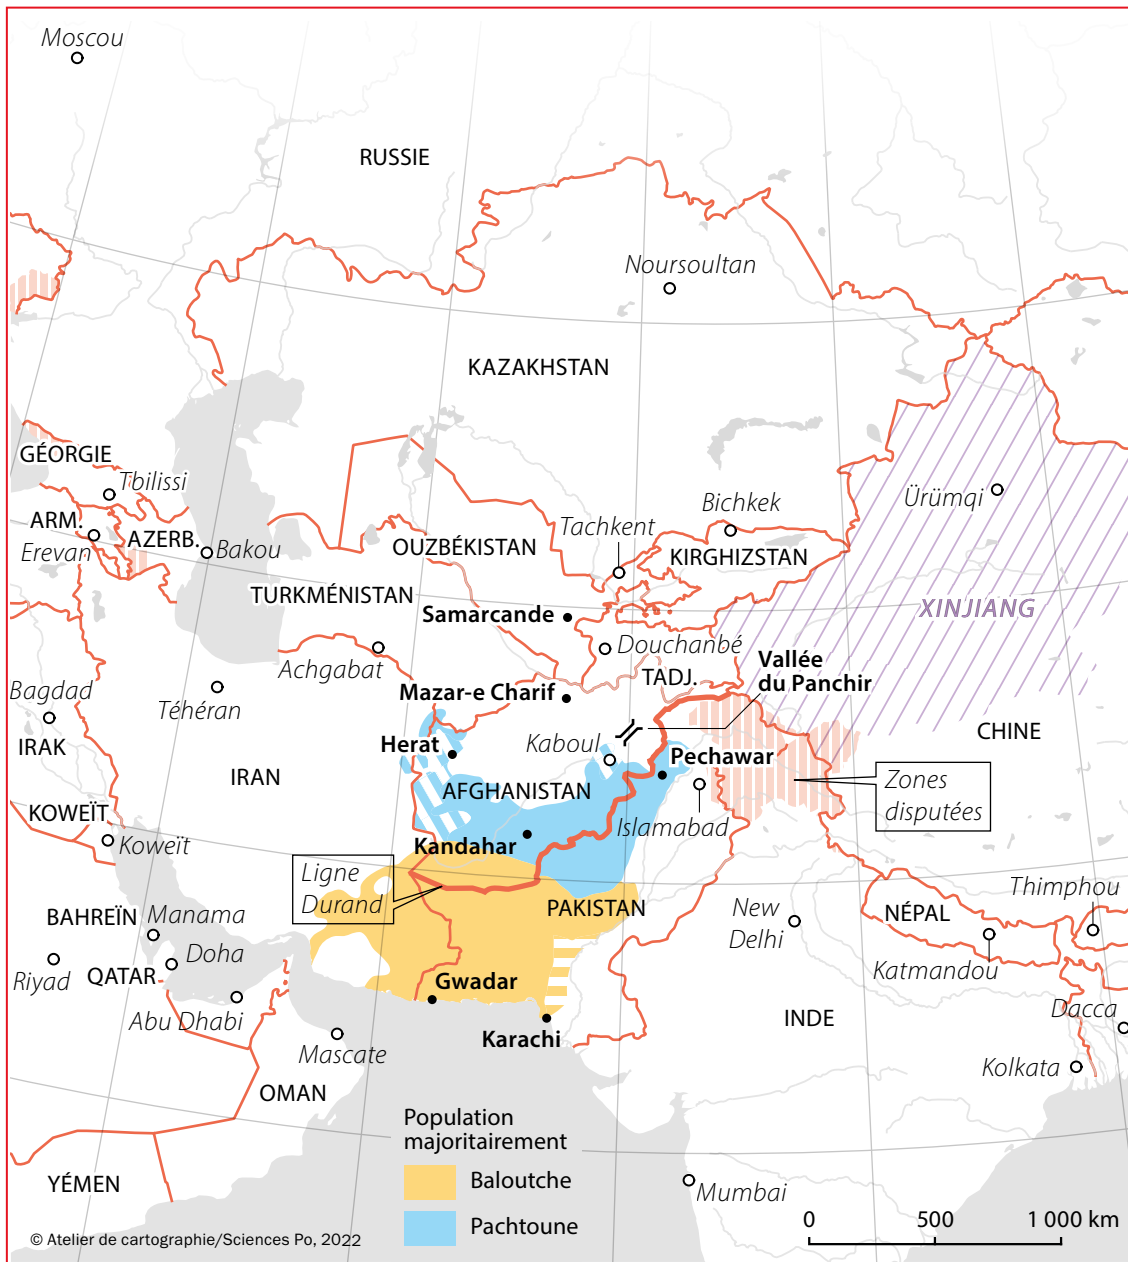 Moscou
RUSSIE
Noursoultan
KAZAKHSTAN
GÉORGIE
Tbilissi
Bichkek
Ürümqi
ARM.
Erevan
AZERB.
Bakou
OUZBÉKISTAN
Tachkent
KIRGHIZSTAN
TURKMÉNISTAN
Samarcande
XINJIANG
Achgabat
Douchanbé
TADJ.
Vallée
du Panchir
Bagdad
Téhéran
Mazar-e Charif
IRAK
Herat
Kaboul
Pechawar
CHINE
IRAN
AFGHANISTAN
Zones
disputées
KOWEÏT
Koweït
Kandahar
Islamabad
Ligne
Durand
BAHREÏN
Manama
PAKISTAN
New
Delhi
NÉPAL
Thimphou
Riyad
QATAR
Doha
Katmandou
Abu Dhabi
Gwadar
Mascate
Karachi
INDE
Dacca
OMAN
Kolkata
YÉMEN
Mumbai
Population
majoritairement
Baloutche
Pachtoune
0 500 1 000 km
© Atelier de cartographie/Sciences Po, 2022